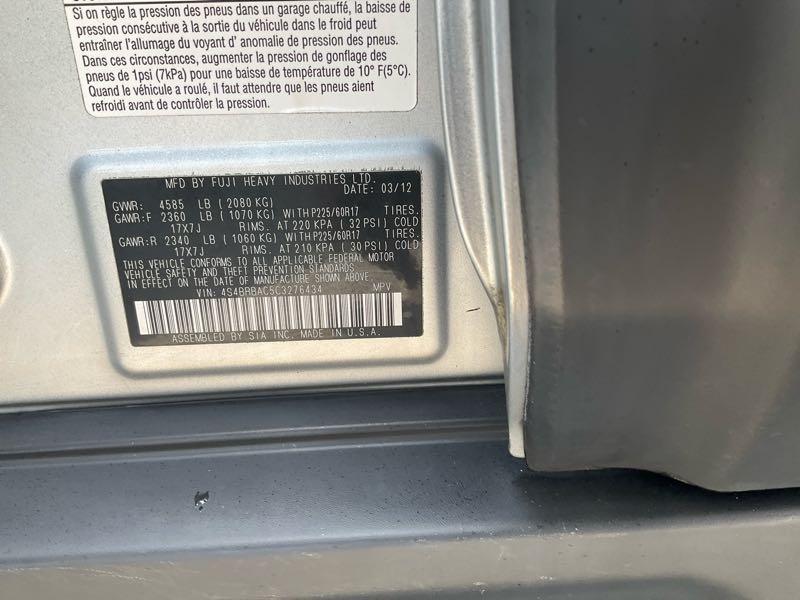 Si on règle la pression des pneus dans un garage chauffé, la baisse de
pression consécutive à la sortie du véhicule dans le froid peut
entraîner l'allumage du voyant d' anomalie de pression des pneus.
Dans ces circonstances, augmenter la pression de gonflage des
pneus de 1psi (7kPa) pour une baisse de température de 10° F(5°C).
Quand le véhicule a roulé, il faut attendre que les pneus aient
refroidi avant de contrôler la pression.
MFD BY FUJI HEAVY INDUSTRIES LTD.
DATE: 03/12
GVWR: 4585 LB ( 2080 KG)
GAWR:F 2360 LB ( 1070 KG) WITH P225/60R17 TIRES.
17X7J RIMS. AT 220 KPA ( 32 PSI) COLD
GAWR:R 2340 LB ( 1060 KG) WITH P225/60R17 TIRES.
17X7J RIMS. AT 210 KPA ( 30 PSI) COLD
THIS VEHICLE CONFORMS TO ALL APPLICABLE FEDERAL MOTOR
VEHICLE SAFETY AND THEFT PREVENTION STANDARDS
IN EFFECT ON THE DATE OF MANUFACTURE SHOWN ABOVE.
VIN: 4S4BRBAC5C3276434 MPV
ASSEMBLED BY SIA INC. MADE IN U.S.A.